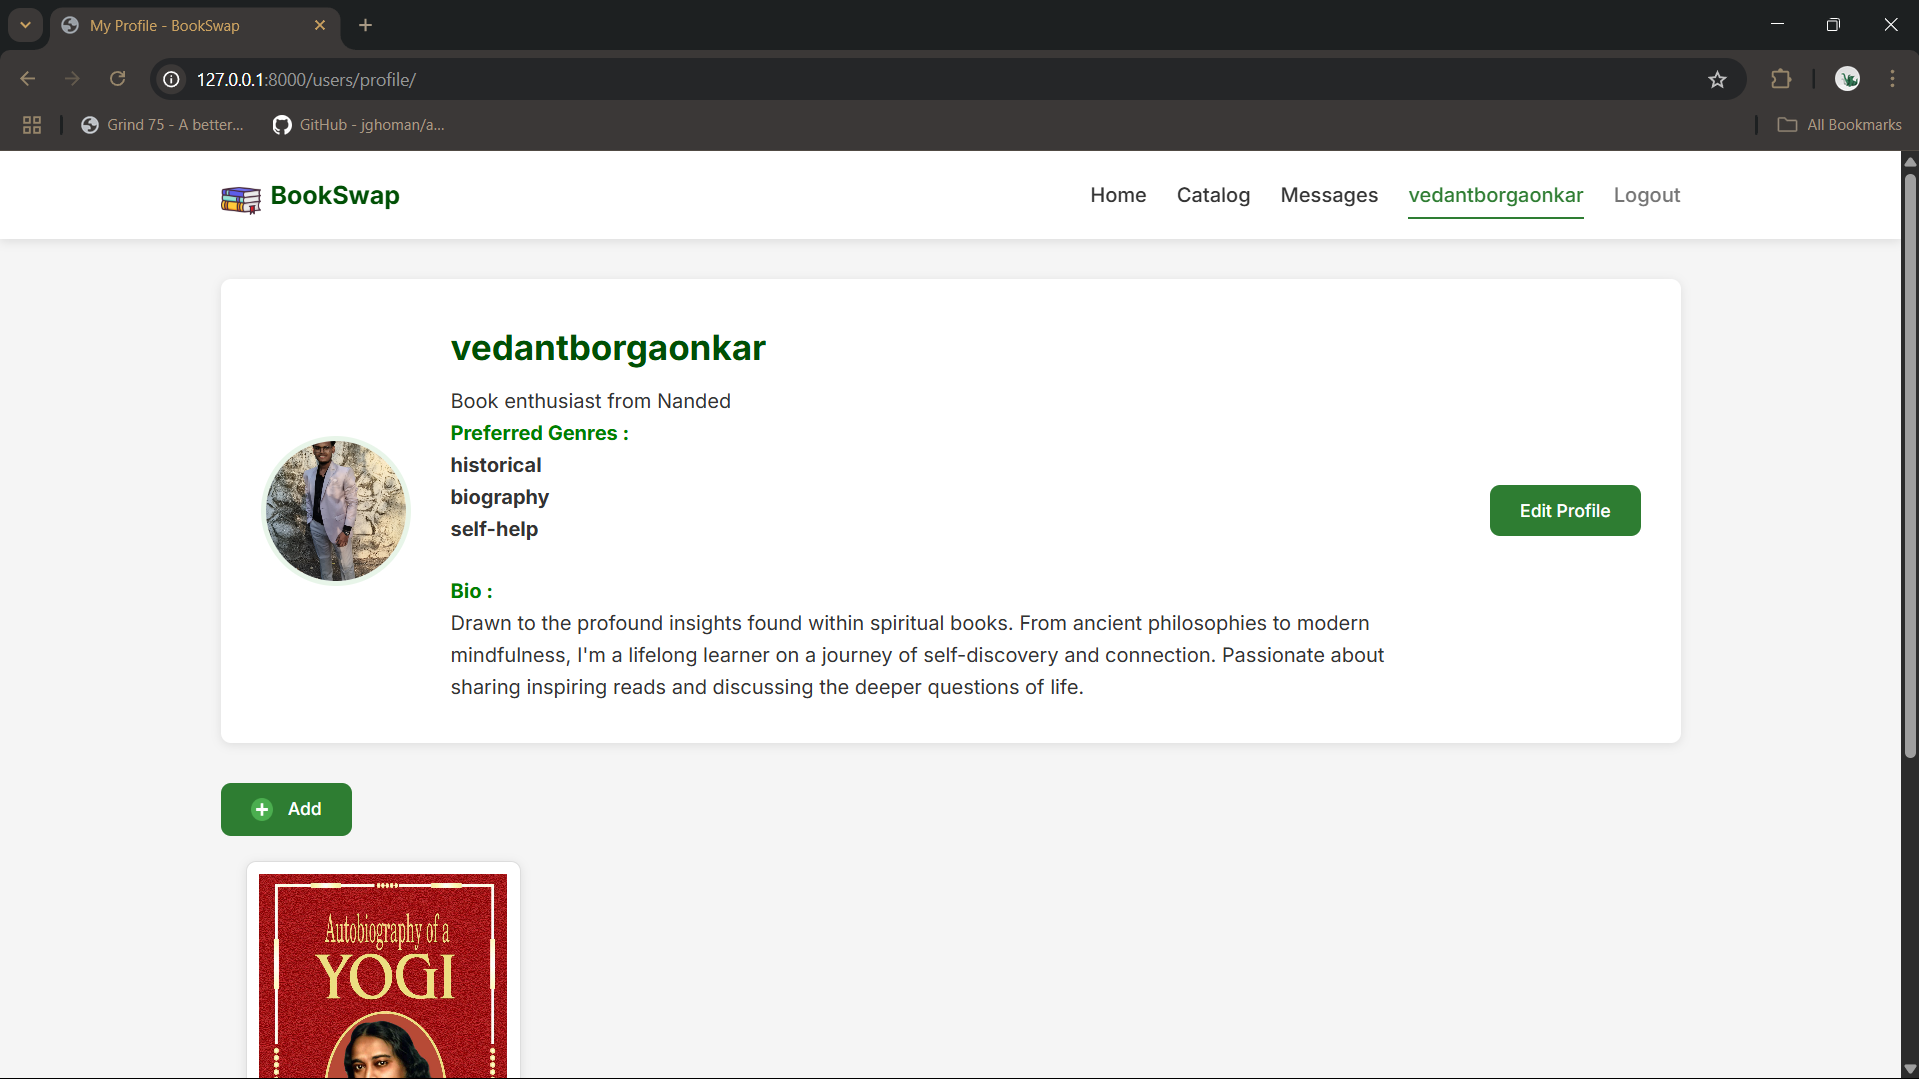 My Profile - BookSwap
127.0.0.1:8000/users/profile/
Grind 75 - A better...
GitHub - jghoman/a...
All Bookmarks
BookSwap
Home
Catalog
Messages
vedantborgaonkar
Logout
vedantborgaonkar
Book enthusiast from Nanded
Preferred Genres :
historical
biography
self-help
Edit Profile
Bio :
Drawn to the profound insights found within spiritual books. From ancient philosophies to modern
mindfulness, I'm a lifelong learner on a journey of self-discovery and connection. Passionate about
sharing inspiring reads and discussing the deeper questions of life.
Add
Autobiography of a
YOGI